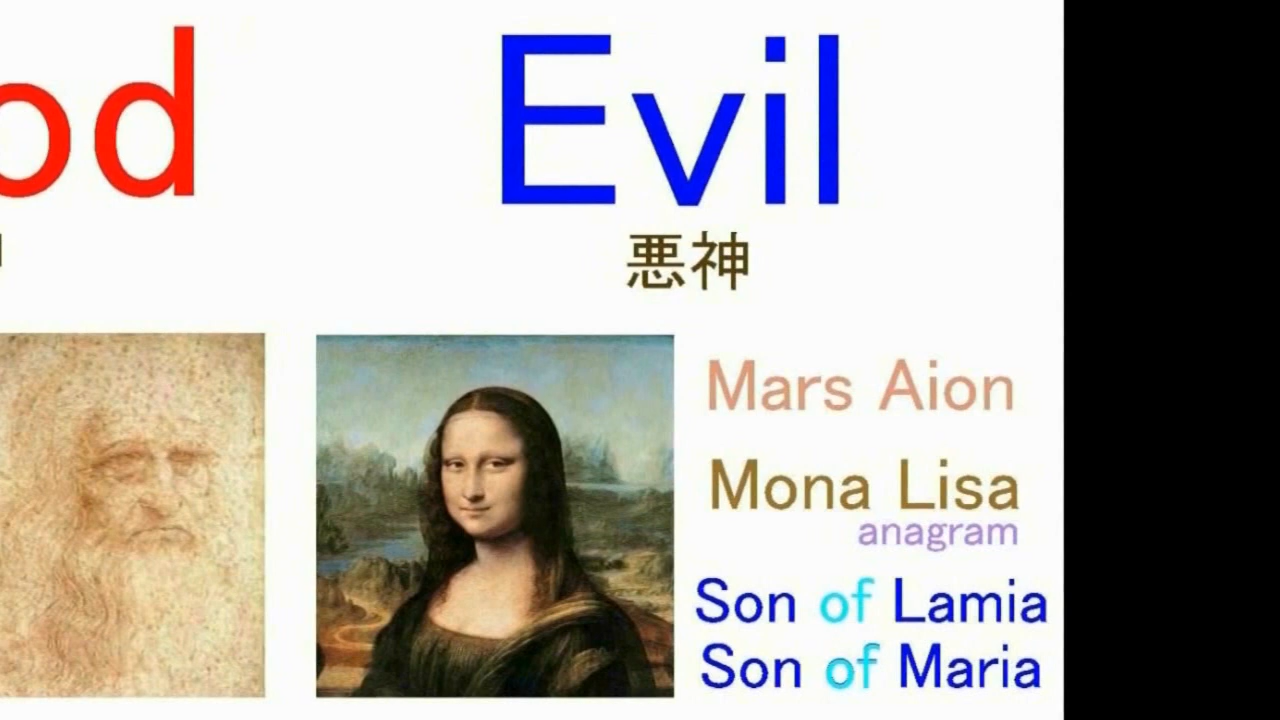 od Evil
悪神
Mars Aion
Mona Lisa
anagram
Son of Lamia
Son of Maria